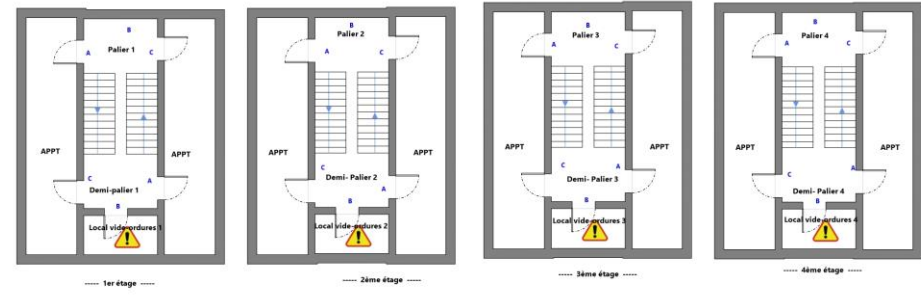 B
Palier 1
A
C
APPT
APPT
C
A
Demi-palier 1
B
Local vide-ordures 1
----- 1er étage -----
B
Palier 2
A
C
APPT
APPT
C
Demi- Palier 2
A
B
Local vide-ordures 2
----- 2ème étage -----
B
Palier 3
A
C
APPT
APPT
C
A
Demi- Palier 3
B
Local vide-ordures 3
----- 3ème étage -----
B
Palier 4
A
C
APPT
APPT
A
C
Demi- Palier 4
B
Local vide-ordures 4
----- 4ème étage -----